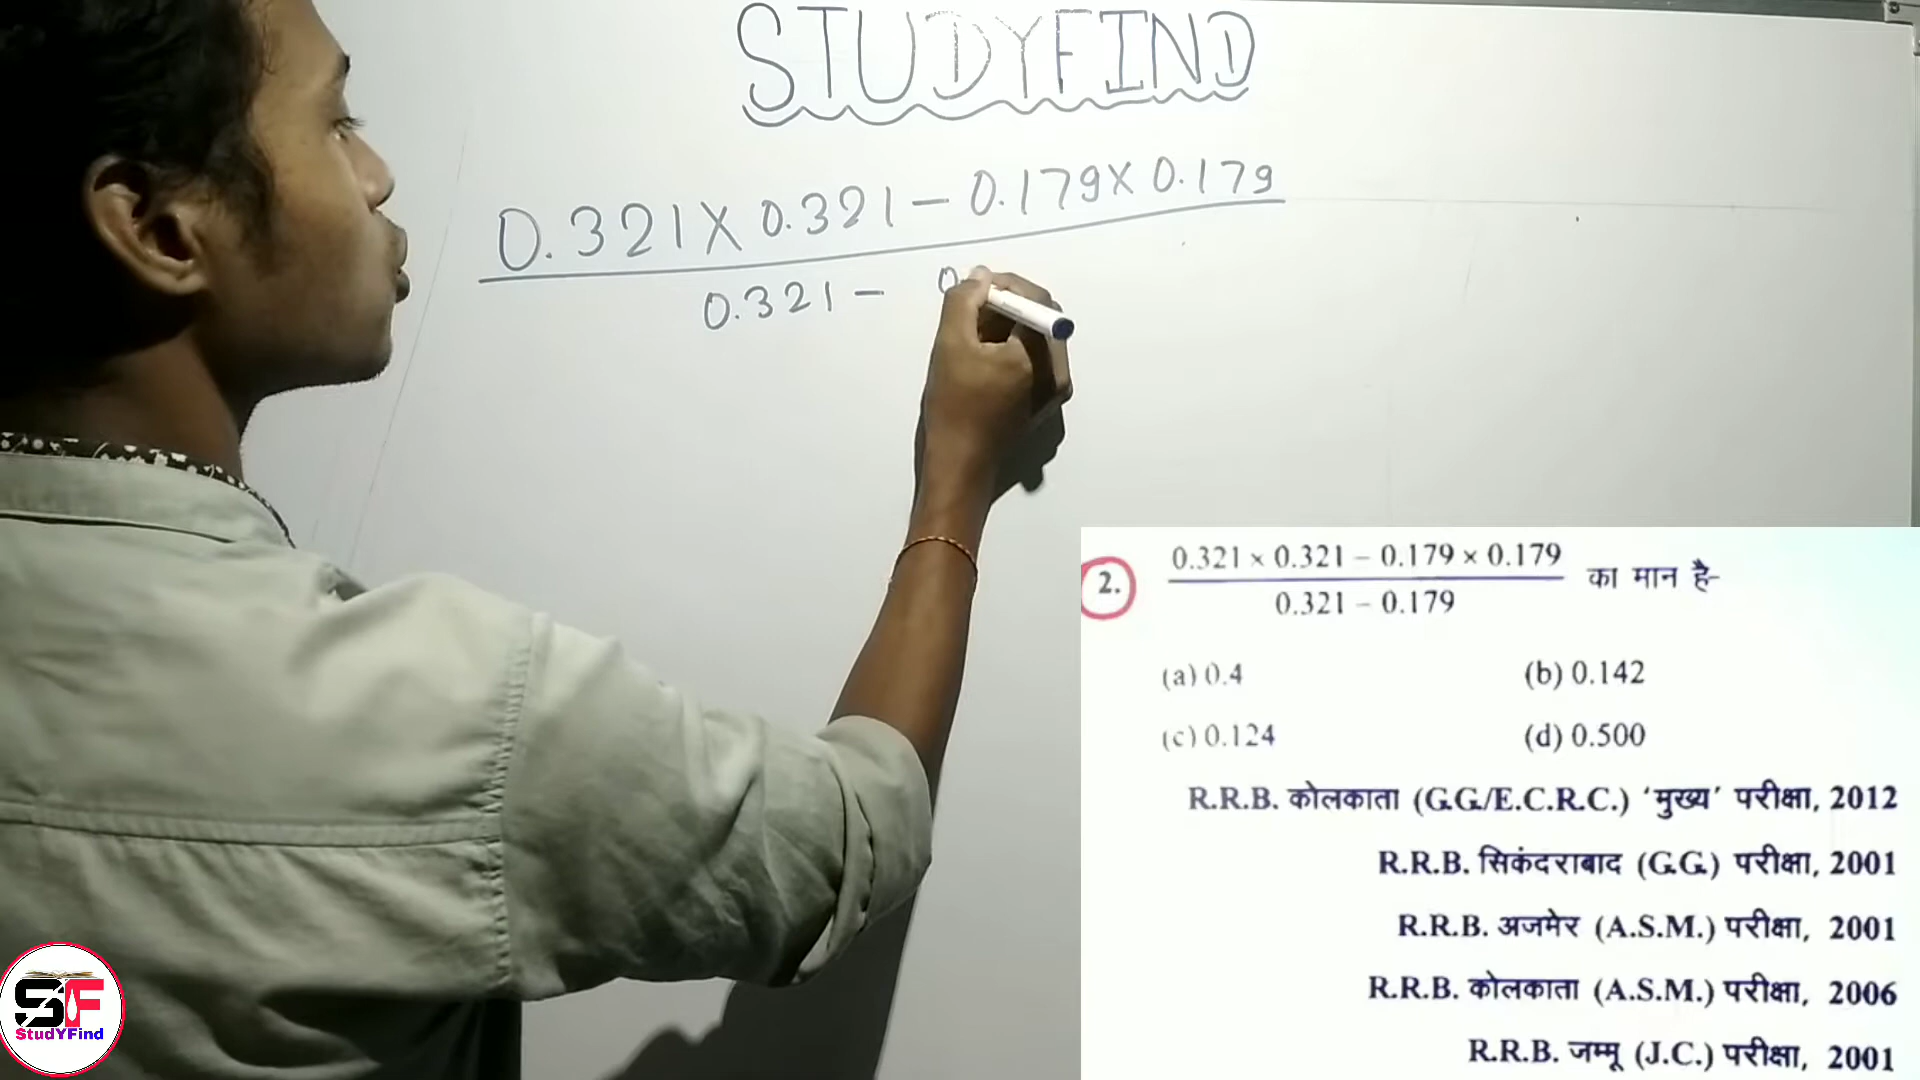 STUDYFIND
0.321 X 0.321 - 0.179 X 0.179
0.321 - 0
2.
0.321 × 0.321 – 0.179 × 0.179
0.321 – 0.179
का मान है-
(a) 0.4
(b) 0.142
(c) 0.124
(d) 0.500
R.R.B. कोलकाता (G.G./E.C.R.C.) ‘मुख्य’ परीक्षा, 2012
R.R.B. सिकंदराबाद (G.G.) परीक्षा, 2001
R.R.B. अजमेर (A.S.M.) परीक्षा, 2001
R.R.B. कोलकाता (A.S.M.) परीक्षा, 2006
R.R.B. जम्मू (J.C.) परीक्षा, 2001
SF
StudYFind